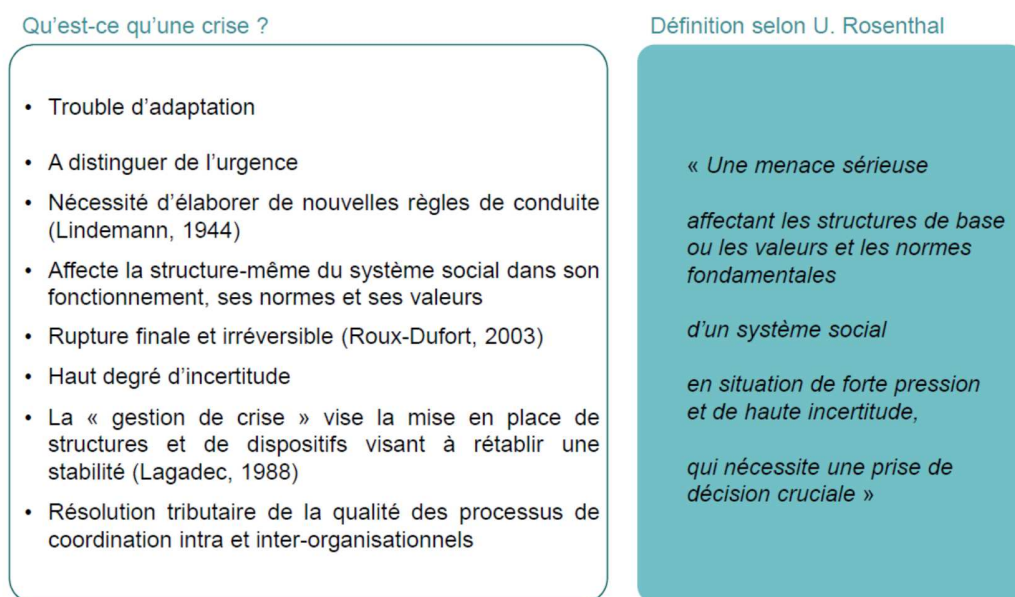 Qu'est-ce qu'une crise ?
• Trouble d'adaptation
• A distinguer de l'urgence
• Nécessité d'élaborer de nouvelles règles de conduite
(Lindemann, 1944)
• Affecte la structure-même du système social dans son
fonctionnement, ses normes et ses valeurs
• Rupture finale et irréversible (Roux-Dufort, 2003)
• Haut degré d'incertitude
• La « gestion de crise » vise la mise en place de
structures et de dispositifs visant à rétablir une
stabilité (Lagadec, 1988)
• Résolution tributaire de la qualité des processus de
coordination intra et inter-organisationnels
Définition selon U. Rosenthal
« Une menace sérieuse
affectant les structures de base
ou les valeurs et les normes
fondamentales
d'un système social
en situation de forte pression
et de haute incertitude,
qui nécessite une prise de
décision cruciale »